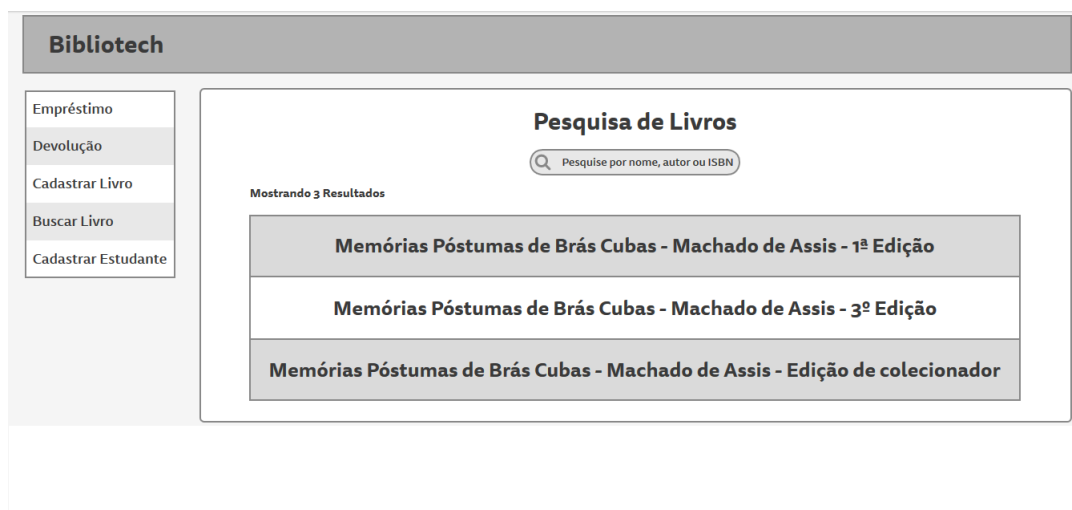 Bibliotech
Empréstimo
Devolução
Cadastrar Livro
Buscar Livro
Cadastrar Estudante
Pesquisa de Livros
Pesquise por nome, autor ou ISBN
Mostrando 3 Resultados
Memórias Póstumas de Brás Cubas - Machado de Assis - 1ª Edição
Memórias Póstumas de Brás Cubas - Machado de Assis - 3º Edição
Memórias Póstumas de Brás Cubas - Machado de Assis - Edição de colecionador